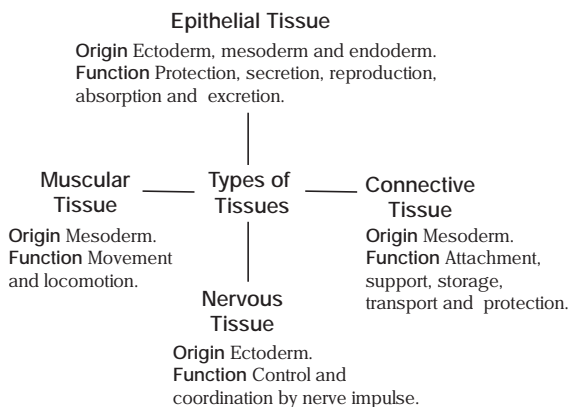 Epithelial Tissue
Origin Ectoderm, mesoderm and endoderm.
Function Protection, secretion, reproduction,
absorption and excretion.
Muscular
Tissue
Origin Mesoderm.
Function Movement
and locomotion.
Types of
Tissues
Connective
Tissue
Origin Mesoderm.
Function Attachment,
support, storage,
transport and protection.
Nervous
Tissue
Origin Ectoderm.
Function Control and
coordination by nerve impulse.